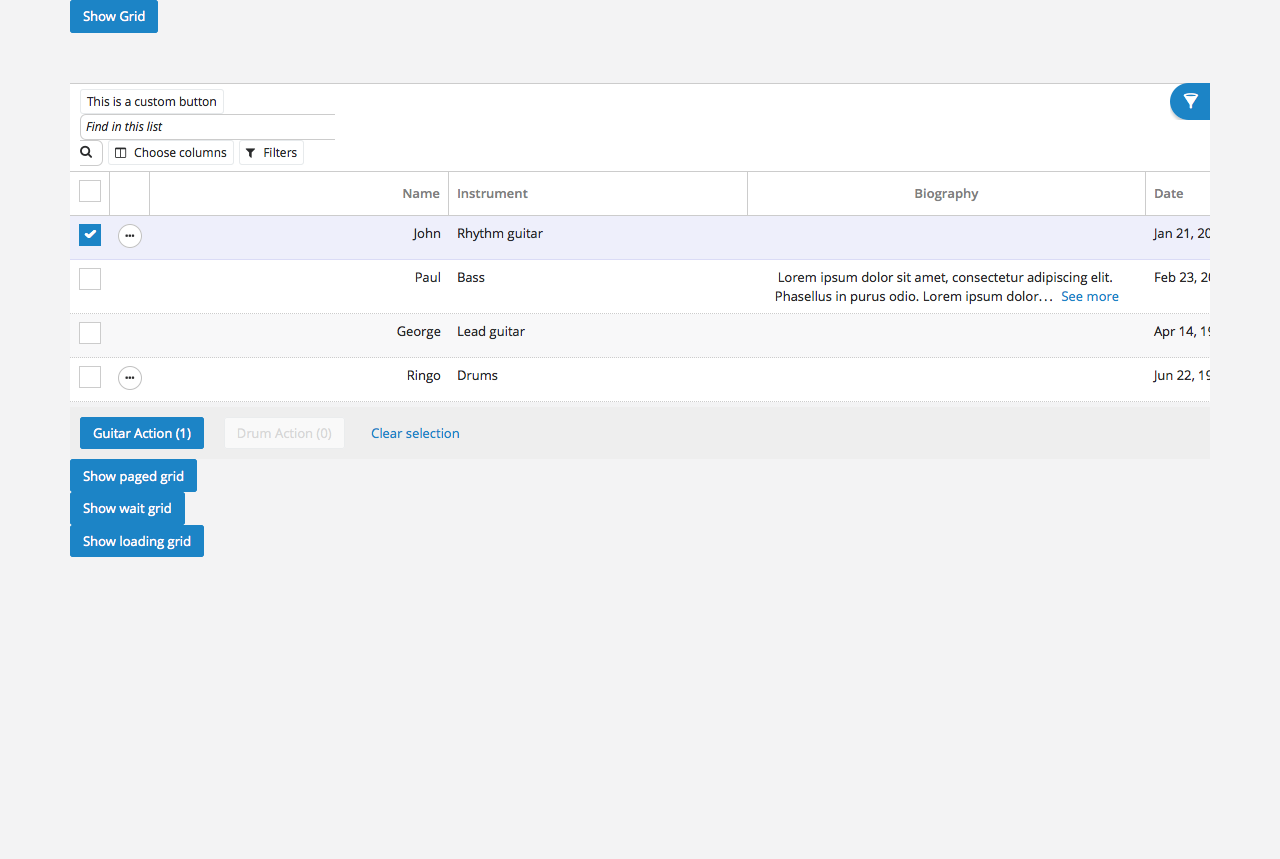 Show Grid
This is a custom button
Find in this list
Choose columns Filters
Name Instrument Biography Date
John Rhythm guitar Jan 21, 20
Paul Bass Lorem ipsum dolor sit amet, consectetur adipiscing elit. Feb 23, 20
Phasellus in purus odio. Lorem ipsum dolor... See more
George Lead guitar Apr 14, 19
Ringo Drums Jun 22, 19
Guitar Action (1) Drum Action (0) Clear selection
Show paged grid
Show wait grid
Show loading grid